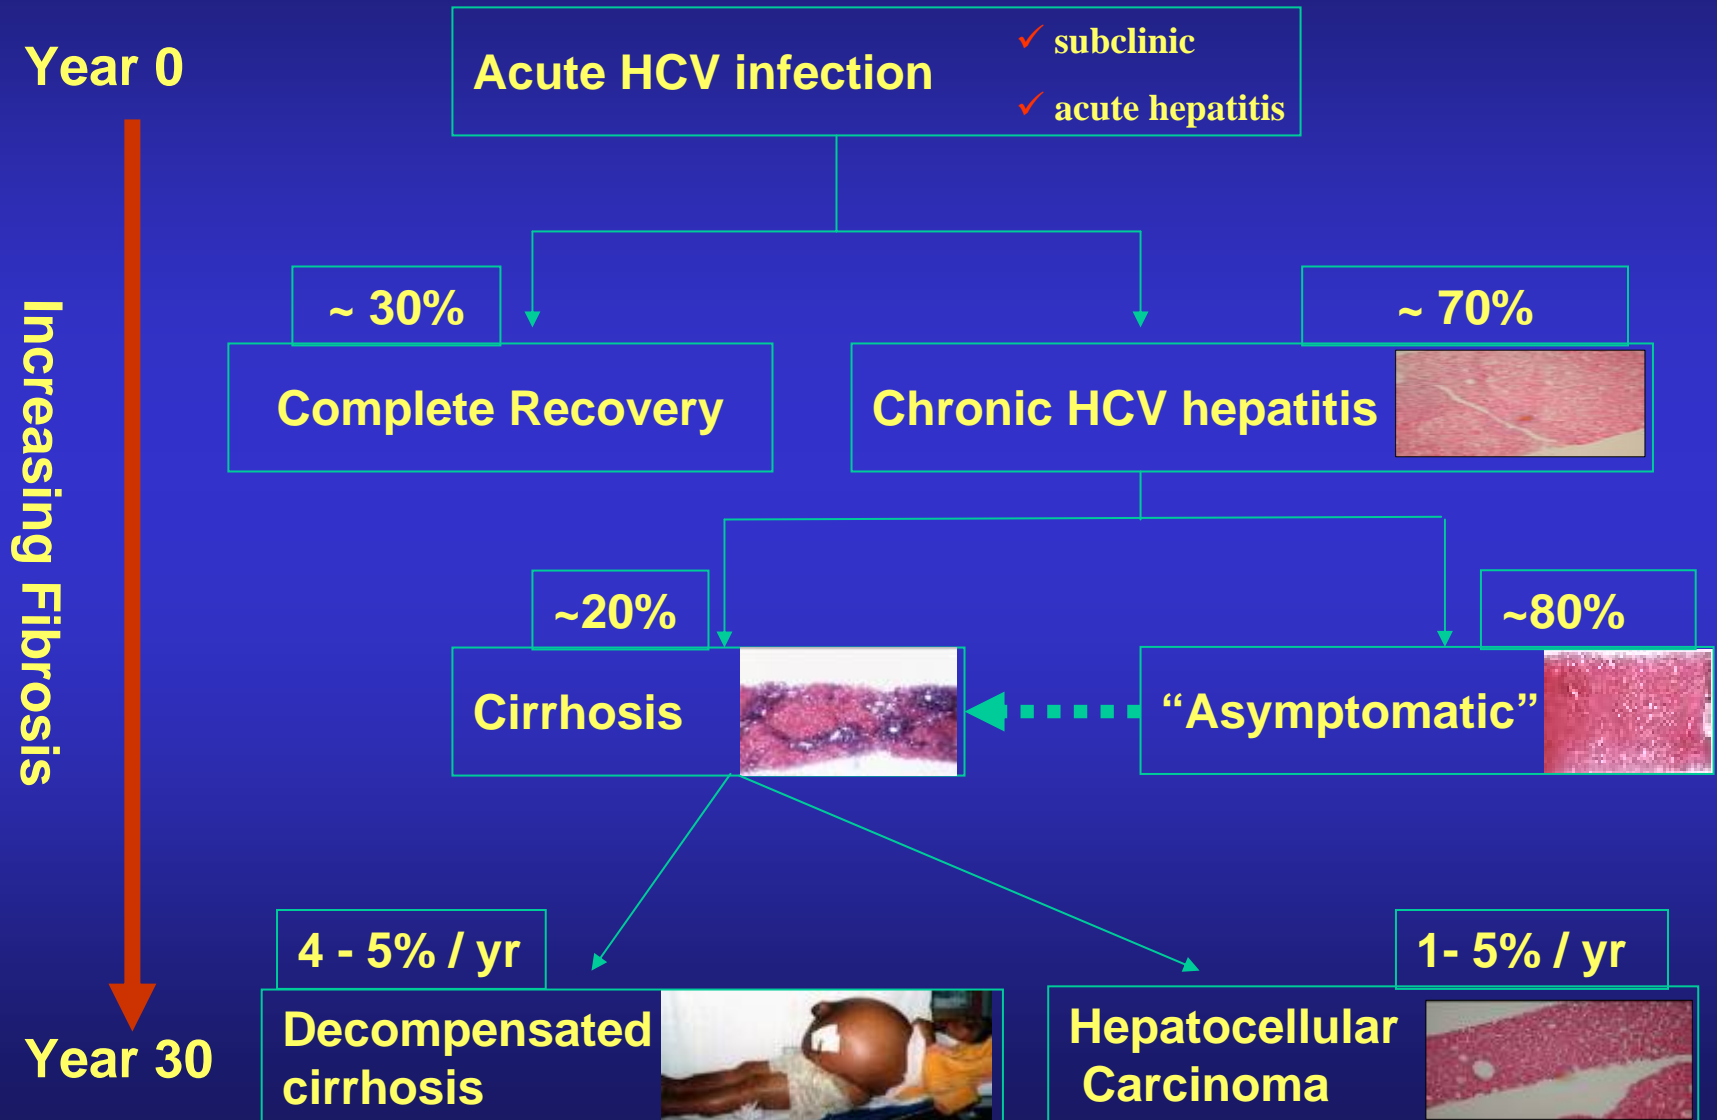 Year 0
Acute HCV infection
✓ subclinic
✓ acute hepatitis
Increasing Fibrosis
~ 30%
~ 70%
Complete Recovery
Chronic HCV hepatitis
~20%
~80%
Cirrhosis
“Asymptomatic”
4 - 5% / yr
1- 5% / yr
Decompensated
cirrhosis
Hepatocellular
Carcinoma
Year 30